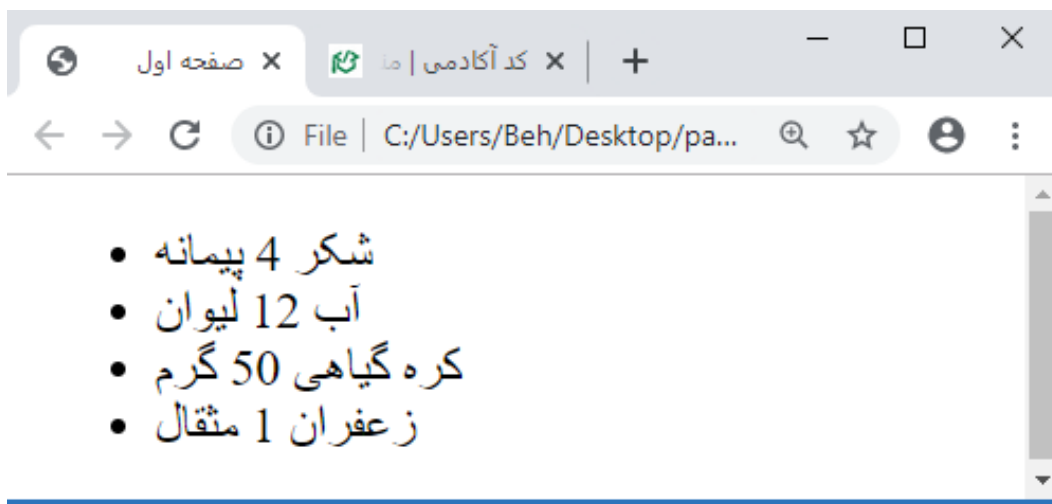 صفحه اول
کد آکادمی | من
File | C:/Users/Beh/Desktop/pa...
شکر 4 پیمانه
آب 12 لیوان
کره گیاهی 50 گرم
زعفران 1 مثقال